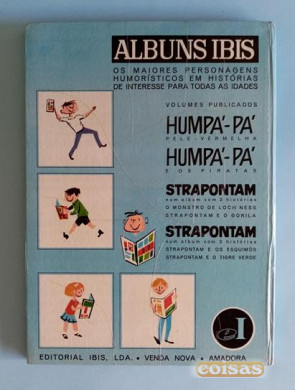 ALBUNS IBIS
OS MAIORES PERSONAGENS
HUMORÍSTICOS EM HISTÓRIAS
DE INTERESSE PARA TODAS AS IDADES
VOLUMES PUBLICADOS
HUMPÁ-PÁ
PELE-VERMELHA
HUMPÁ-PÁ
E OS PIRATAS
STRAPONTAM
num album com 2 histórias
O MONSTRO DE LOCH NESS
STRAPONTAM E O GORILA
STRAPONTAM
num album com 2 histórias
STRAPONTAM E OS ESQUIMÓS
STRAPONTAM E O TIGRE VERDE
I
EDITORIAL IBIS, LDA. • VENDA NOVA • AMADORA
coisas